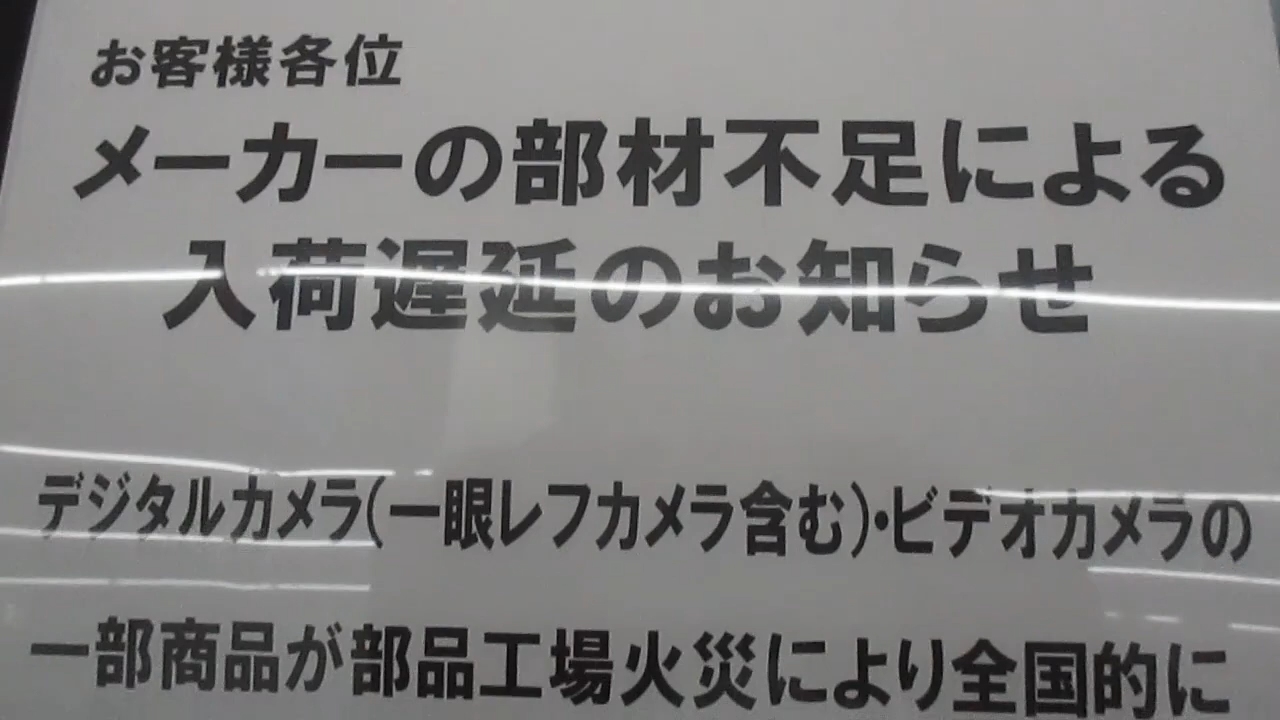 お客様各位
メーカーの部材不足による
入荷遅延のお知らせ
デジタルカメラ(一眼レフカメラ含む)・ビデオカメラの
一部商品が部品工場火災により全国的に